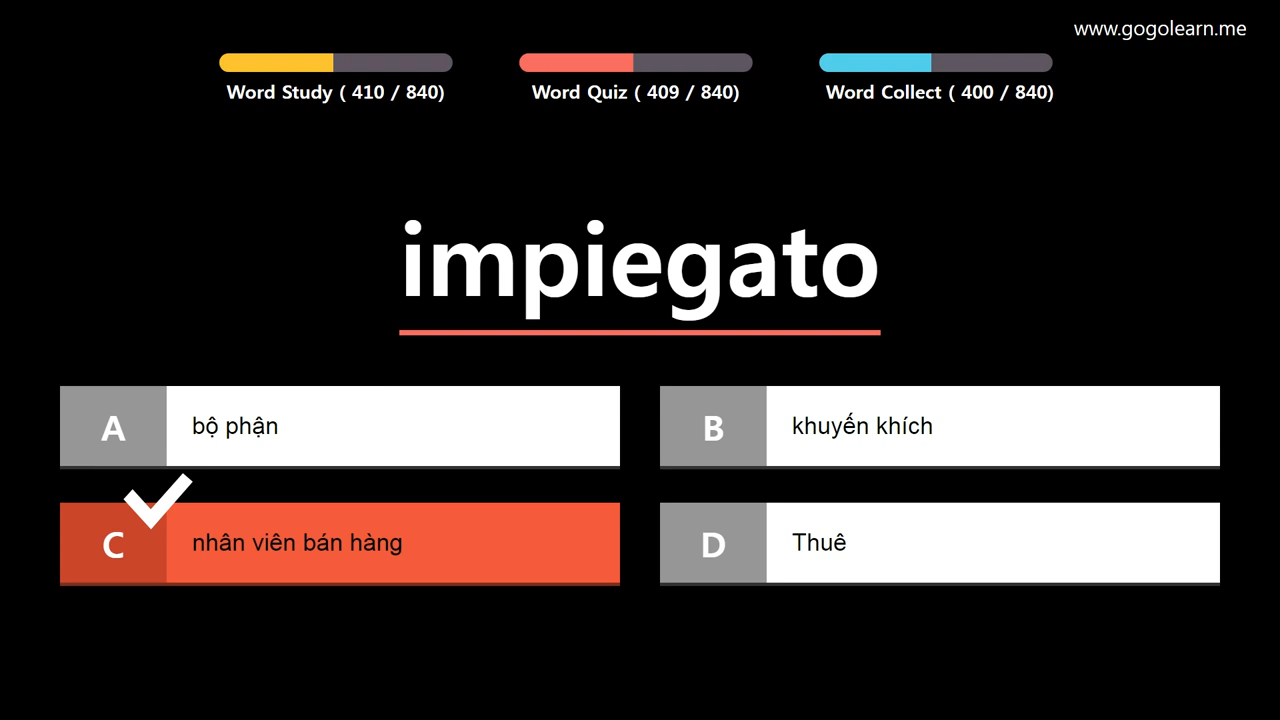 www.gogolearn.me
Word Study ( 410 / 840)
Word Quiz ( 409 / 840)
Word Collect ( 400 / 840)
impiegato
A bộ phận
B khuyến khích
C nhân viên bán hàng
D Thuê